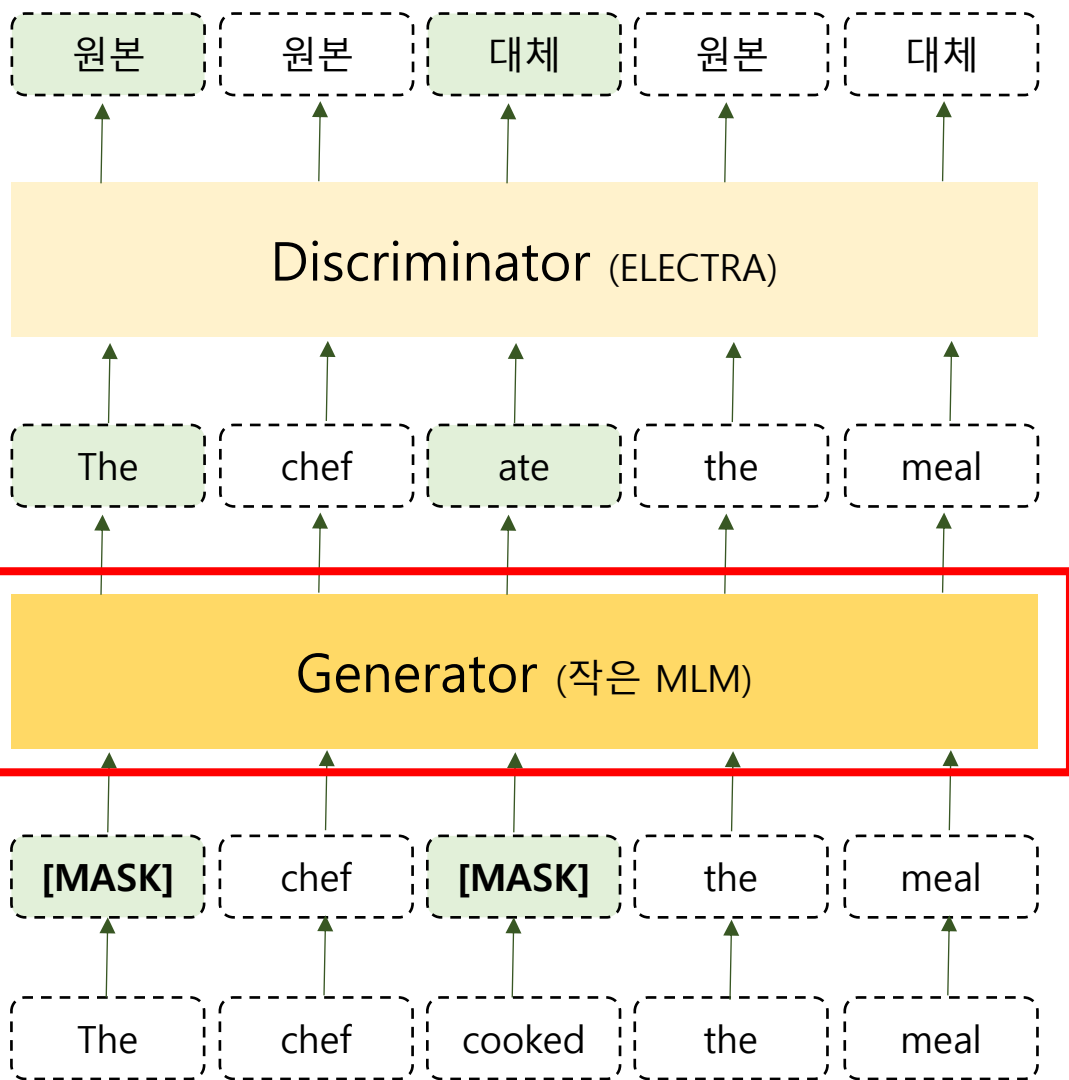 원본 원본 대체 원본 대체
Discriminator (ELECTRA)
The chef ate the meal
Generator (작은 MLM)
[MASK] chef [MASK] the meal
The chef cooked the meal